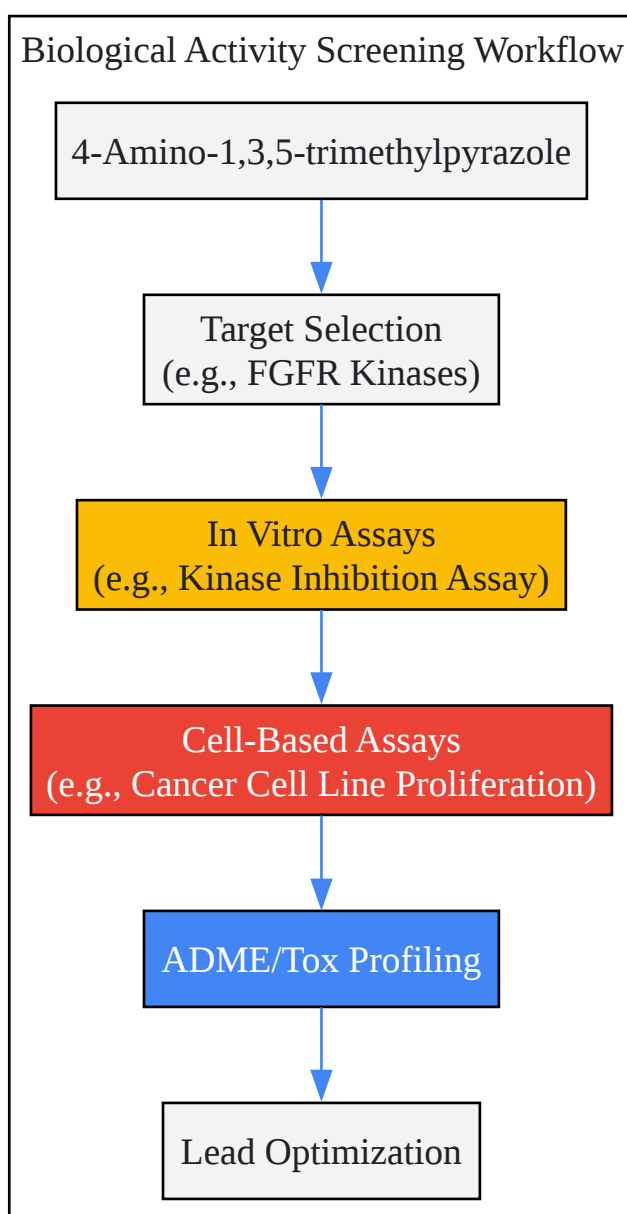 Biological Activity Screening Workflow
4-Amino-1,3,5-trimethylpyrazole
Target Selection
(e.g., FGFR Kinases)
In Vitro Assays
(e.g., Kinase Inhibition Assay)
Cell-Based Assays
(e.g., Cancer Cell Line Proliferation)
ADME/Tox Profiling
Lead Optimization